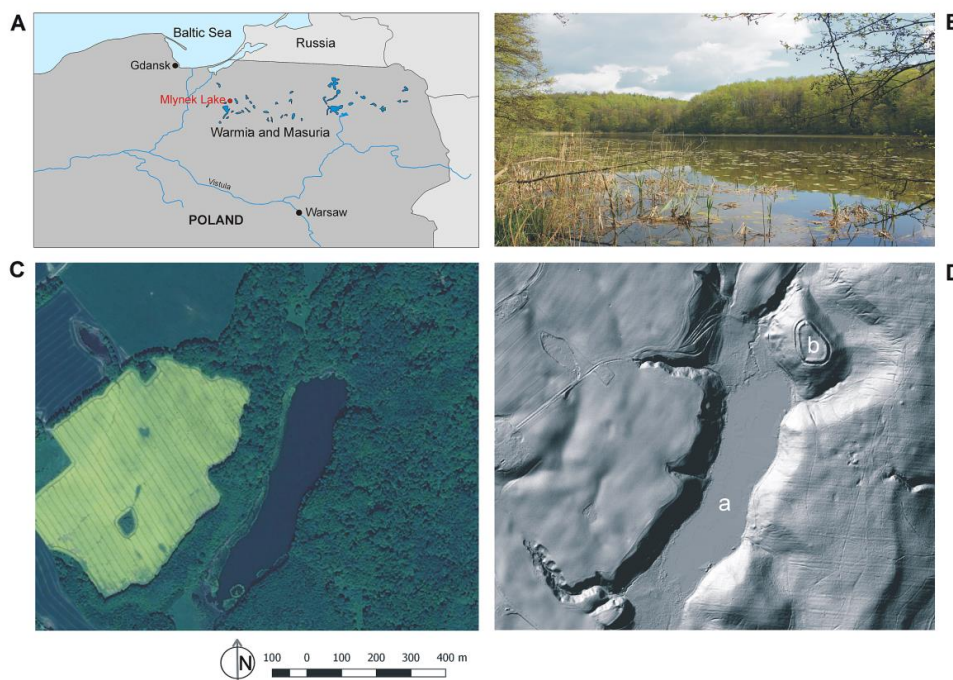 A
Baltic Sea
Russia
Gdansk
Mlynek Lake
Warmia and Masuria
Vistula
POLAND
Warsaw
B
C
D
b
a
N
100 0 100 200 300 400 m